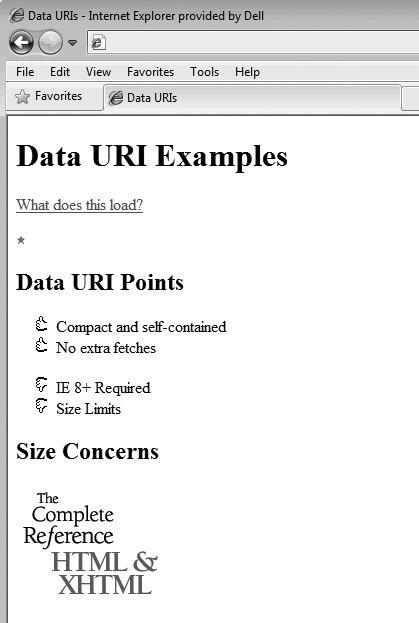 Data URIs - Internet Explorer provided by Dell
File Edit View Favorites Tools Help
Favorites
Data URIs
Data URI Examples
What does this load?
Data URI Points
Compact and self-contained
No extra fetches
IE 8+ Required
Size Limits
Size Concerns
The
Complete
Reference
HTML &
XHTML